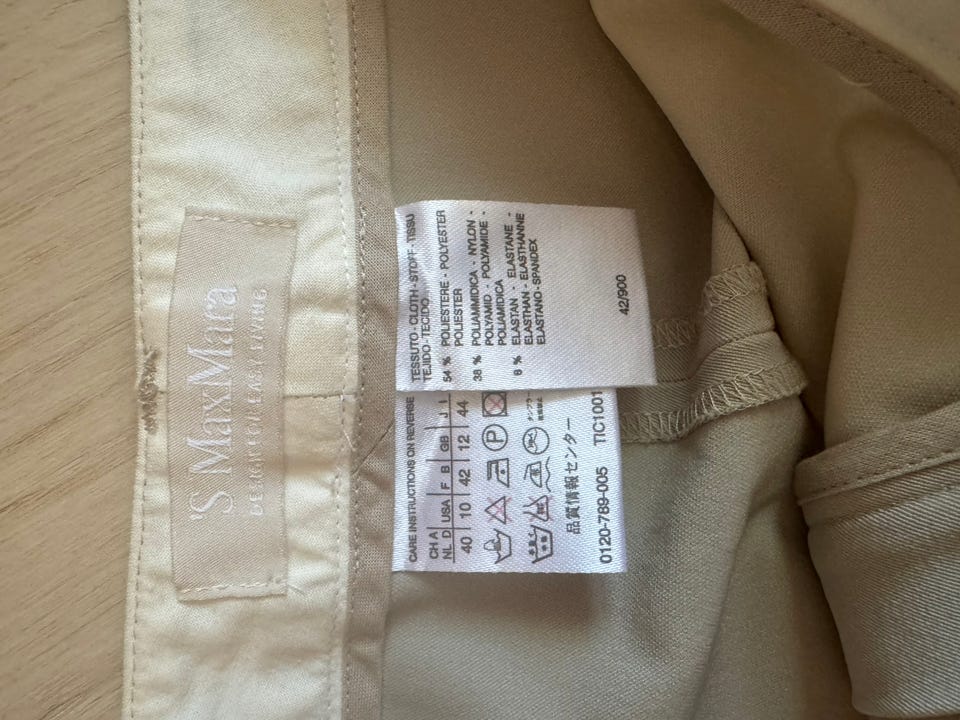 'S MaxMara
DESIGNED FOR EASY LIVING
TESSUTO - CLOTH - STOFF - TISSU
TEJIDO - TECIDO
54 % POLIESTERE - POLYESTER
POLIESTER
38 % POLIAMMIDICA - NYLON -
POLYAMID - POLYAMIDE -
POLIAMIDICA
8 % ELASTAN - ELASTANE -
ELASTHAN - ELASTHANNE
ELASTANO - SPANDEX
42/900
CARE INSTRUCTIONS ON REVERSE
CH A
NL D USA F B GB J I
40 10 42 12 44
P
品質情報センター
0120-789-005 TIC1001